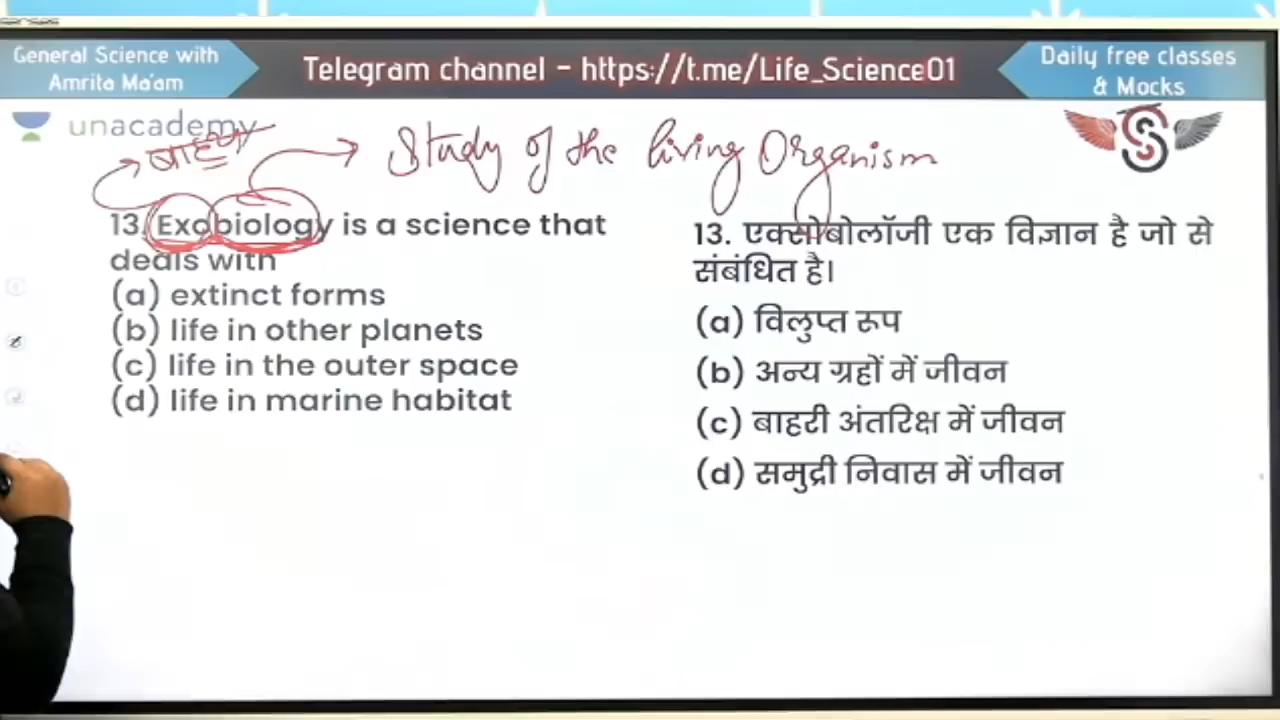 General Science with
Amrita Ma'am
Telegram channel - https://t.me/Life_Science01
Daily free classes
& Mocks
unacademy
बाहय
Study of the living Organism
13. Exobiology is a science that
deals with
(a) extinct forms
(b) life in other planets
(c) life in the outer space
(d) life in marine habitat
13. एक्सोबोलॉजी एक विज्ञान है जो से
संबंधित है।
(a) विलुप्त रूप
(b) अन्य ग्रहों में जीवन
(c) बाहरी अंतरिक्ष में जीवन
(d) समुद्री निवास में जीवन